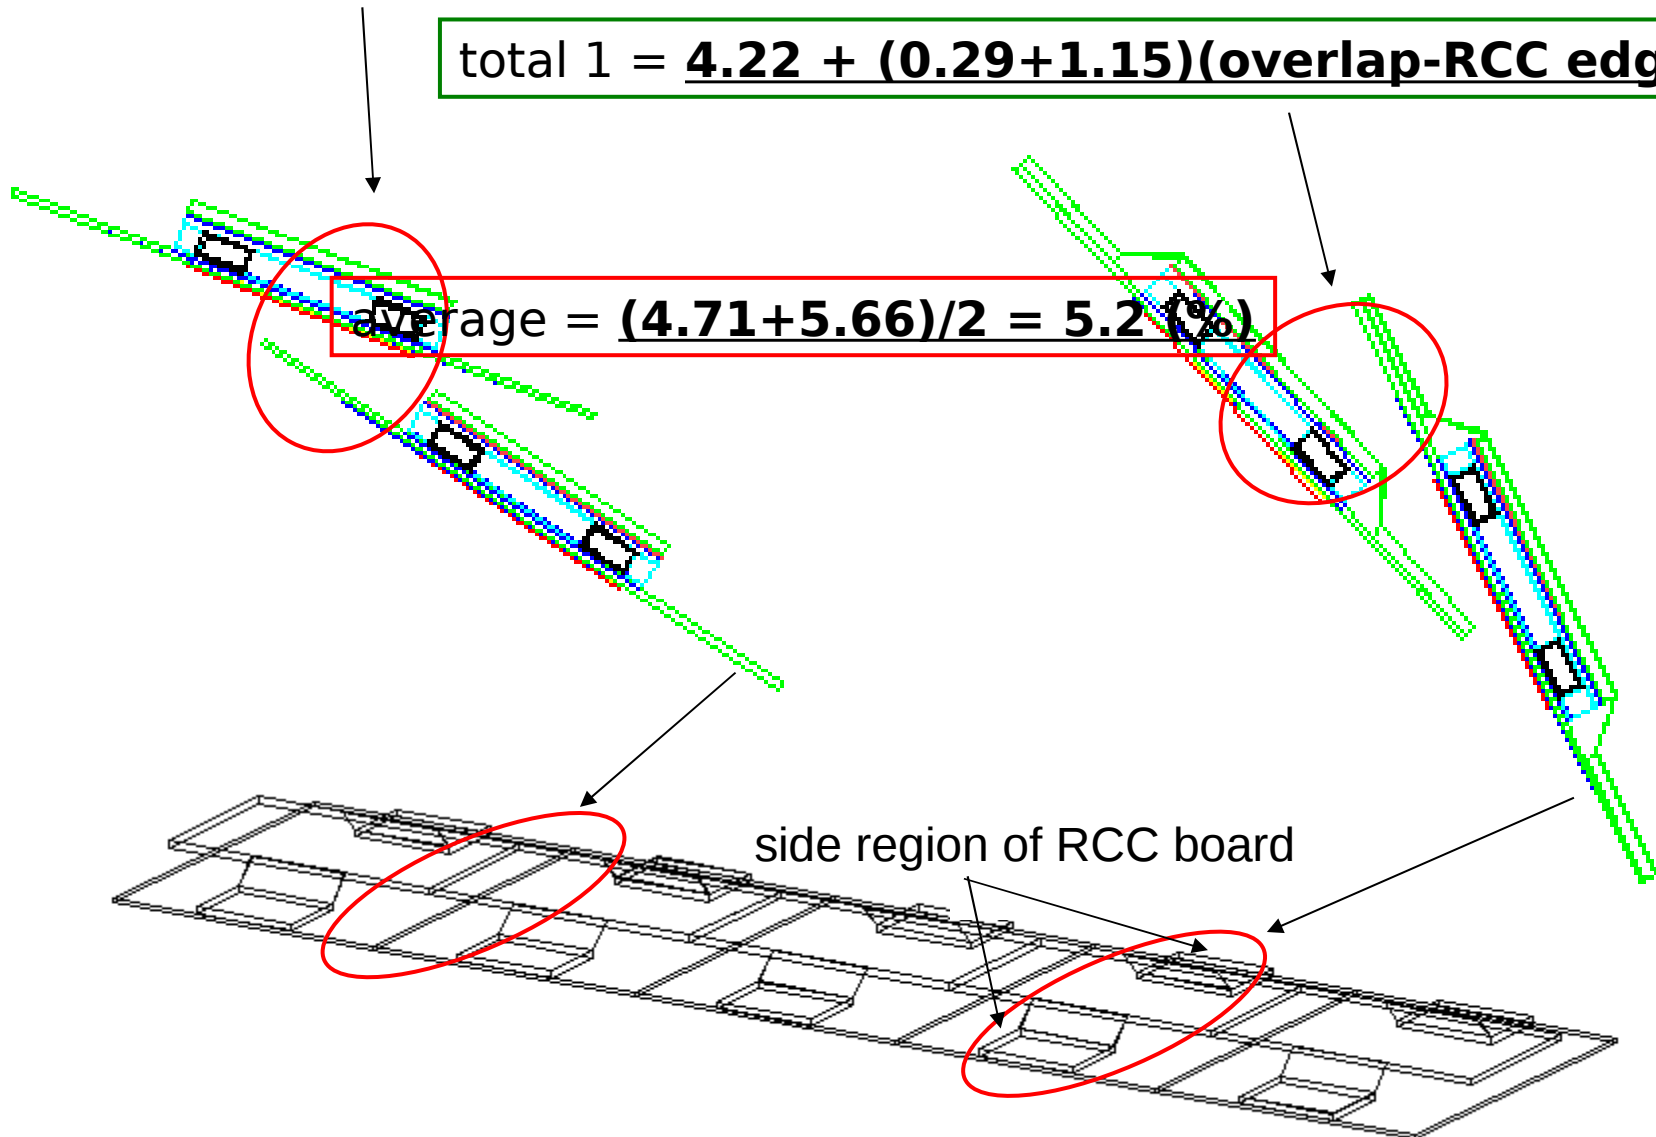 total 1 = 4.22 + (0.29+1.15)(overlap-RCC edg
average = (4.71+5.66)/2 = 5.2 (%)
side region of RCC board